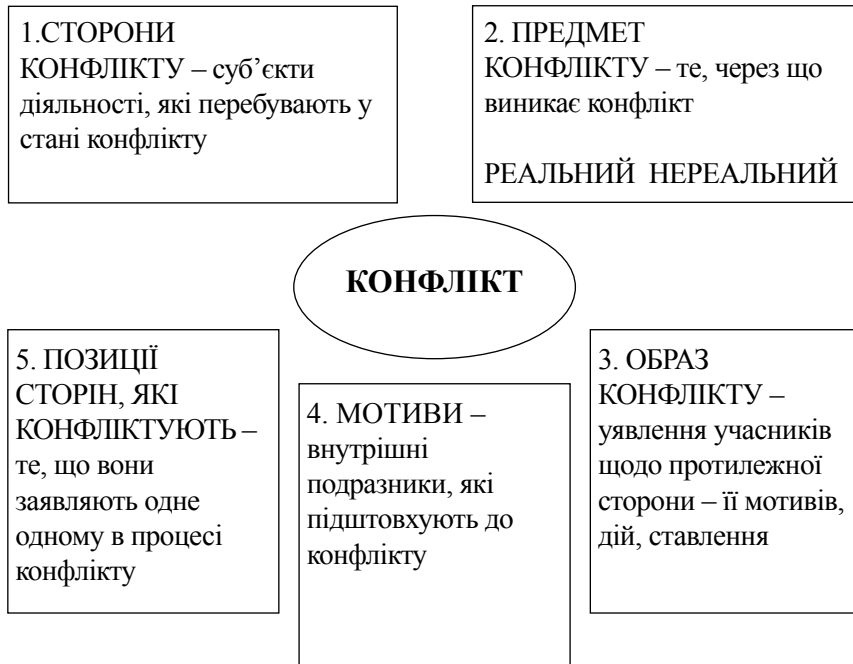 1.СТОРОНИ
КОНФЛІКТУ – суб’єкти
діяльності, які перебувають у
стані конфлікту
2. ПРЕДМЕТ
КОНФЛІКТУ – те, через що
виникає конфлікт
РЕАЛЬНИЙ НЕРЕАЛЬНИЙ
КОНФЛІКТ
3. ОБРАЗ
КОНФЛІКТУ –
уявлення учасників
щодо протилежної
сторони – її мотивів,
дій, ставлення
4. МОТИВИ –
внутрішні
подразники, які
підштовхують до
конфлікту
5. ПОЗИЦІЇ
СТОРІН, ЯКІ
КОНФЛІКТУЮТЬ –
те, що вони
заявляють одне
одному в процесі
конфлікту